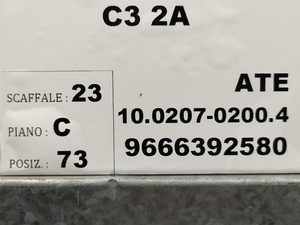 C3 2A
SCAFFALE : 23
PIANO : C
POSIZ. : 73
ATE
10.0207-0200.4
9666392580